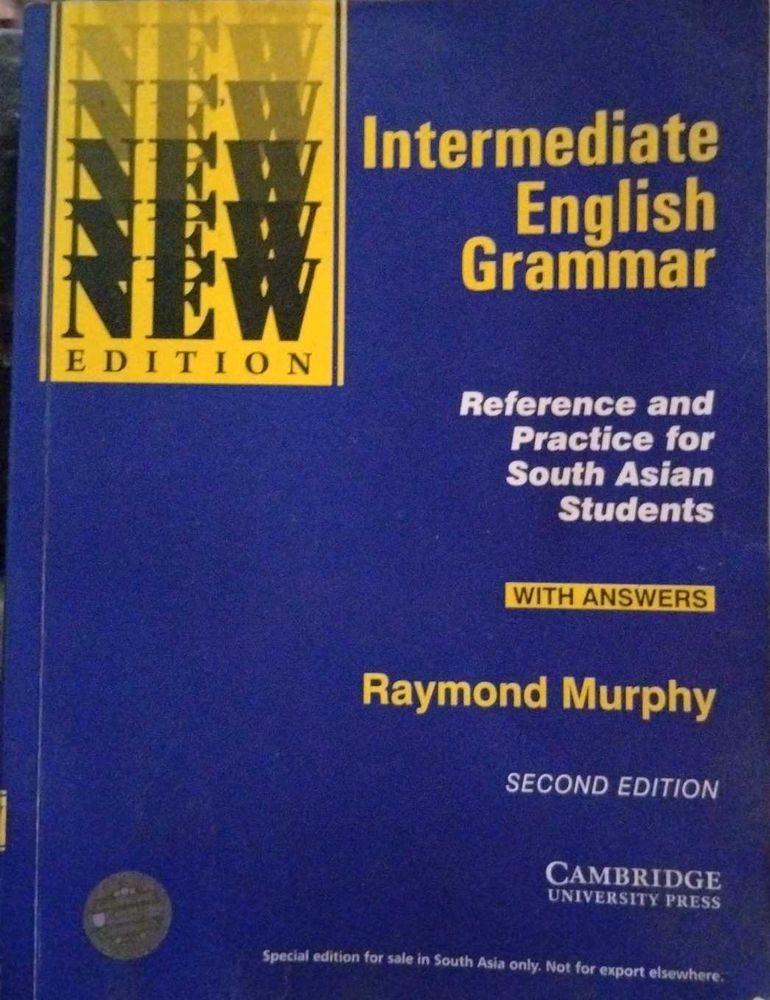 NEW
NEW
NEW
NEW
NEW
EDITION
Intermediate
English
Grammar
Reference and
Practice for
South Asian
Students
WITH ANSWERS
Raymond Murphy
SECOND EDITION
CAMBRIDGE
UNIVERSITY PRESS
Special edition for sale in South Asia only. Not for export elsewhere.